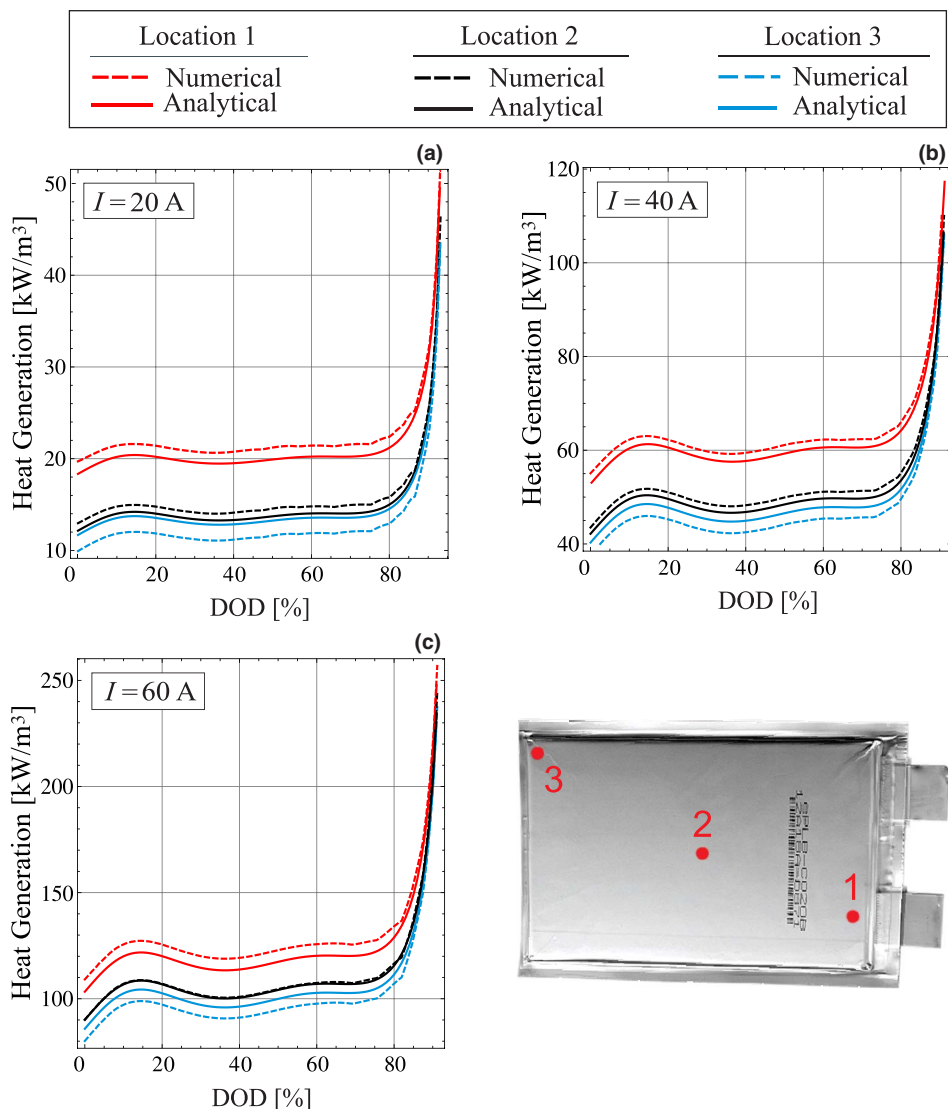 Location 1 Location 2 Location 3
Numerical Numerical Numerical
Analytical Analytical Analytical
(a)
I = 20 A
Heat Generation [kW/m³]
50
40
30
20
10
0 20 40 60 80
DOD [%]
(b)
I = 40 A
Heat Generation [kW/m³]
120
100
80
60
40
0 20 40 60 80
DOD [%]
(c)
I = 60 A
Heat Generation [kW/m³]
250
200
150
100
0 20 40 60 80
DOD [%]
3
2
1